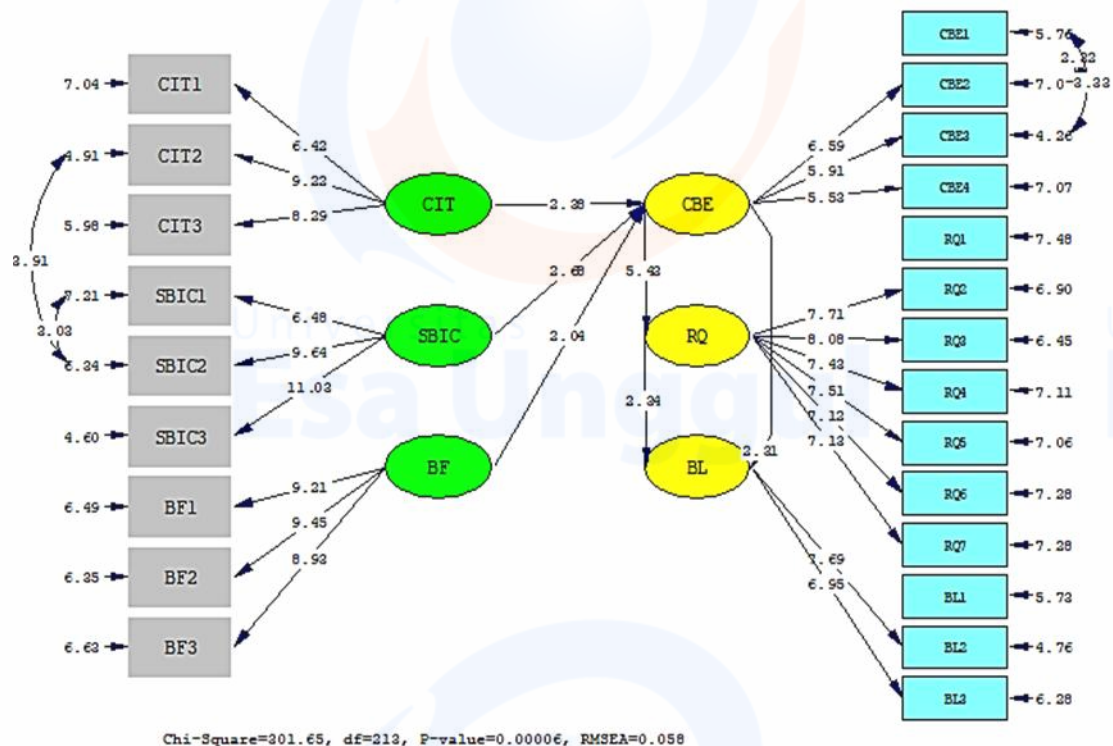 7.04 CIT1
CIT2
5.98 CIT3
3.91
7.21 SBIC1
3.03
6.34 SBIC2
4.60 SBIC3
6.49 BF1
6.35 BF2
6.63 BF3
6.42
9.22
8.29
6.48
9.64
11.03
9.21
9.45
8.93
CIT
SBIC
BF
2.38
2.68
2.04
CBE
5.43
RQ
2.34
BL
2.31
6.59
5.91
5.53
7.71
8.08
7.43
7.51
7.12
7.13
7.69
6.95
CBE1 5.76
2.22
CBE2 7.0
-3.33
CBE3 4.26
CBE4 7.07
RQ1 7.48
RQ2 6.90
RQ3 6.45
RQ4 7.11
RQ5 7.06
RQ6 7.28
RQ7 7.28
BL1 5.73
BL2 4.76
BL3 6.28
Universitas
Esa Unggul
Chi-Square=301.65, df=213, P-value=0.00006, RMSEA=0.058